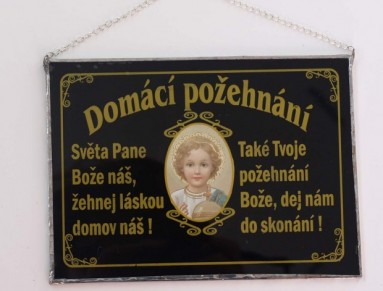 Domácí požehnání
Světa Pane
Bože náš,
žehnej láskou
domov náš !
Také Tvoje
požehnání
Bože, dej nám
do skonání !